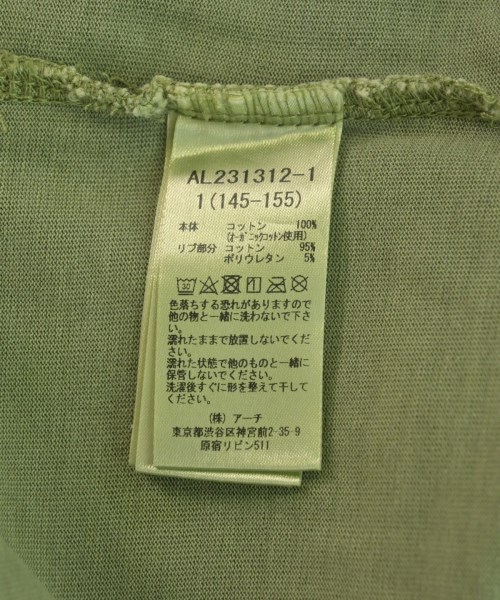 AL231312-1
1(145-155)
本体 コットン 100%
(オーガニックコットン使用)
リブ部分 コットン 95%
ポリウレタン 5%
30
色落ちする恐れがありますので
他の物と一緒に洗わないで下さ
い。
濡れたままで放置しないでくだ
さい。
濡れた状態で他のものと一緒に
保管しないでください。
洗濯後すぐに形を整えて干して
ください。
(株) アーチ
東京都渋谷区神宮前2-35-9
原宿リビン511